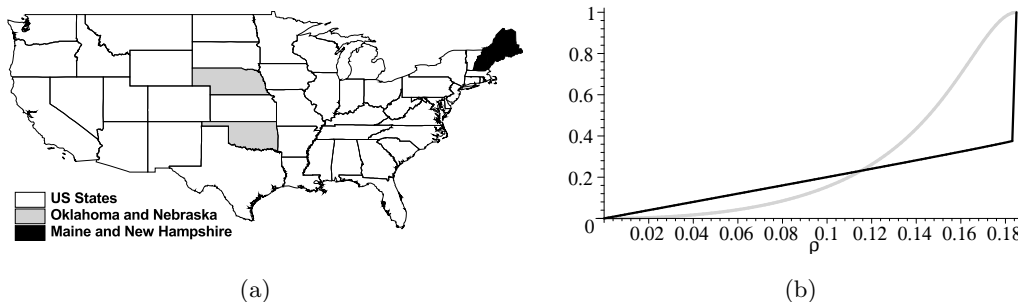 US States
Oklahoma and Nebraska
Maine and New Hampshire
(a)
1
0.8
0.6
0.4
0.2
0
0.02 0.04 0.06 0.08 0.1 0.12 0.14 0.16 0.18
ρ
(b)